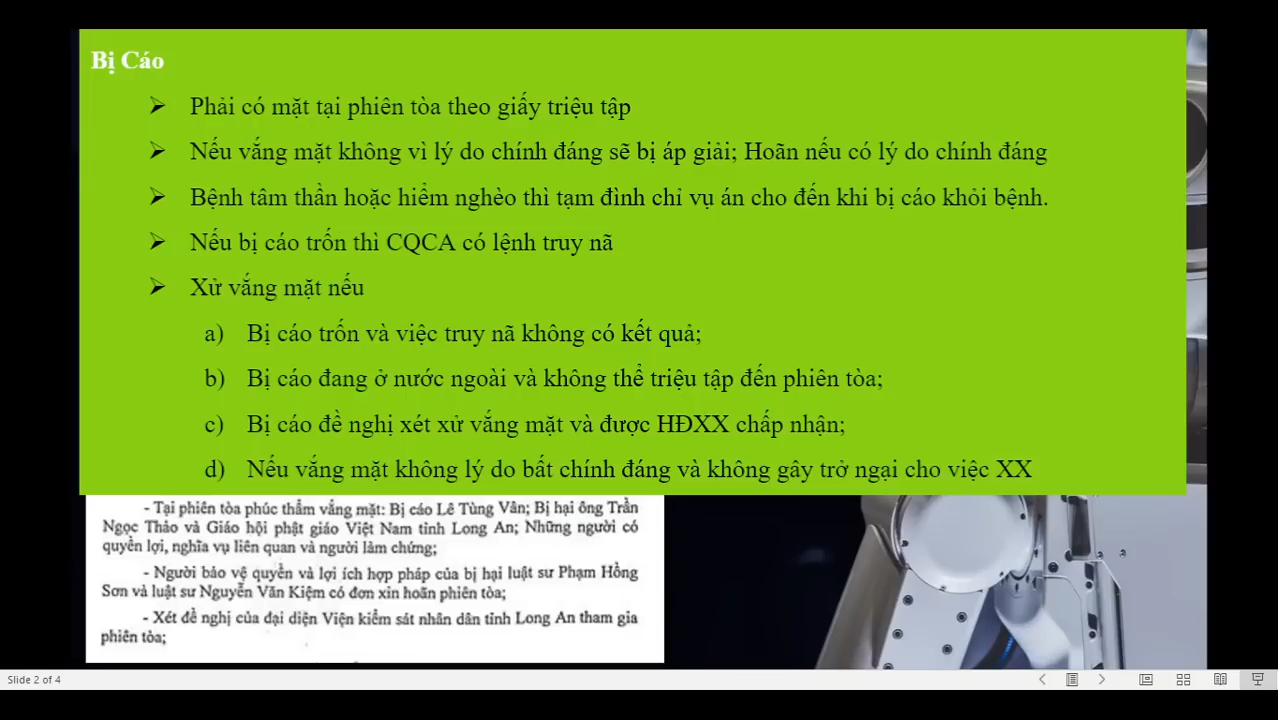 Bị Cáo
➢ Phải có mặt tại phiên tòa theo giấy triệu tập
➢ Nếu vắng mặt không vì lý do chính đáng sẽ bị áp giải; Hoãn nếu có lý do chính đáng
➢ Bệnh tâm thần hoặc hiểm nghèo thì tạm đình chỉ vụ án cho đến khi bị cáo khỏi bệnh.
➢ Nếu bị cáo trốn thì CQCA có lệnh truy nã
➢ Xử vắng mặt nếu
a) Bị cáo trốn và việc truy nã không có kết quả;
b) Bị cáo đang ở nước ngoài và không thể triệu tập đến phiên tòa;
c) Bị cáo đề nghị xét xử vắng mặt và được HĐXX chấp nhận;
d) Nếu vắng mặt không lý do bất chính đáng và không gây trở ngại cho việc XX
- Tại phiên tòa phúc thẩm vắng mặt: Bị cáo Lê Tùng Vân; Bị hại ông Trần
Ngọc Thảo và Giáo hội phật giáo Việt Nam tỉnh Long An; Những người có
quyền lợi, nghĩa vụ liên quan và người làm chứng;
- Người bảo vệ quyền và lợi ích hợp pháp của bị hại luật sư Phạm Hồng
Sơn và luật sư Nguyễn Văn Kiệm có đơn xin hoãn phiên tòa;
- Xét đề nghị của đại diện Viện kiểm sát nhân dân tỉnh Long An tham gia
phiên tòa;
Slide 2 of 4